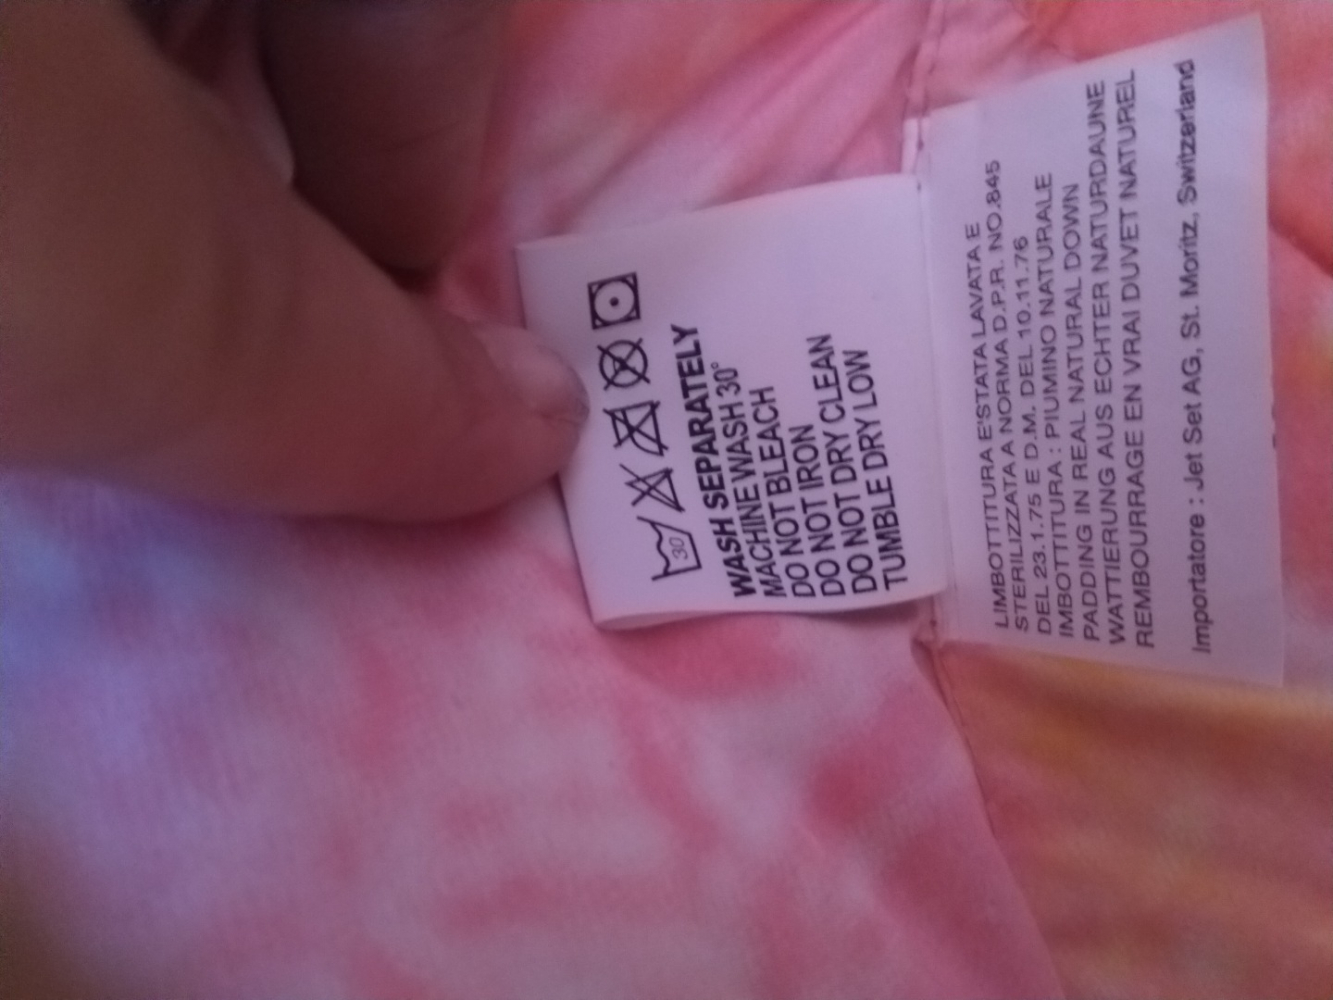 30
WASH SEPARATELY
MACHINE WASH 30°
DO NOT BLEACH
DO NOT IRON
DO NOT DRY CLEAN
TUMBLE DRY LOW
LIMBOTTITURA E'STATA LAVATA E
STERILIZZATA A NORMA D.P.R. NO.845
DEL 23.1.75 E D.M. DEL 10.11.76
IMBOTTITURA : PIUMINO NATURALE
PADDING IN REAL NATURAL DOWN
WATTIERUNG AUS ECHTER NATURDAUNE
REMBOURRAGE EN VRAI DUVET NATUREL
Importatore : Jet Set AG, St. Moritz, Switzerland